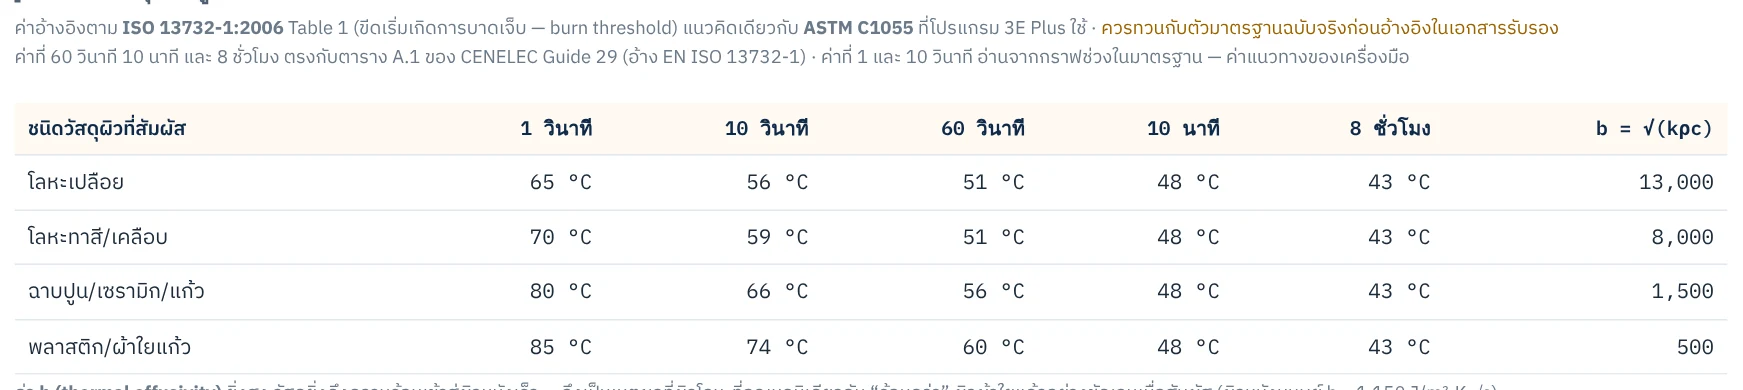 ค่าอ้างอิงตาม ISO 13732-1:2006 Table 1 (ขีดเริ่มเกิดการบาดเจ็บ — burn threshold) แนวคิดเดียวกับ ASTM C1055 ที่โปรแกรม 3E Plus ใช้ · ควรทวนกับตัวมาตรฐานฉบับจริงก่อนอ้างอิงในเอกสารรับรอง
ค่าที่ 60 วินาที 10 นาที และ 8 ชั่วโมง ตรงกับตาราง A.1 ของ CENELEC Guide 29 (อ้าง EN ISO 13732-1) · ค่าที่ 1 และ 10 วินาที อ่านจากกราฟช่วงในมาตรฐาน — ค่าแนวทางของเครื่องมือ
ชนิดวัสดุผิวที่สัมผัส 1 วินาที 10 วินาที 60 วินาที 10 นาที 8 ชั่วโมง b = √(kρc)
โลหะเปลือย 65 °C 56 °C 51 °C 48 °C 43 °C 13,000
โลหะทาสี/เคลือบ 70 °C 59 °C 51 °C 48 °C 43 °C 8,000
ฉาบปูน/เซรามิก/แก้ว 80 °C 66 °C 56 °C 48 °C 43 °C 1,500
พลาสติก/ผ้าใยแก้ว 85 °C 74 °C 60 °C 48 °C 43 °C 500